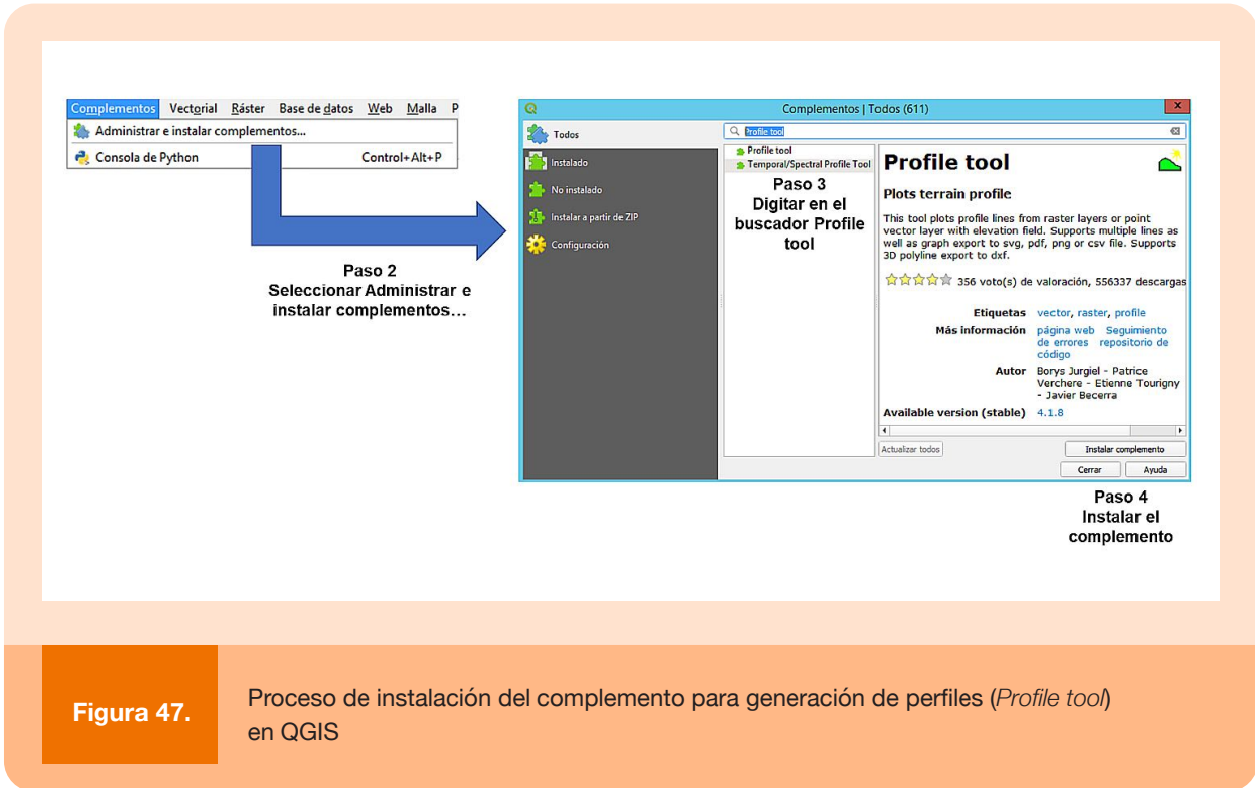 Complementos Vectorial Ráster Base de datos Web Malla P
Administrar e instalar complementos...
Consola de Python Control+Alt+P
Paso 2
Seleccionar Administrar e
instalar complementos...
Complementos | Todos (611)
Todos
Instalado
No instalado
Instalar a partir de ZIP
Configuración
Profile tool
Profile tool
Temporal/Spectral Profile Tool
Paso 3
Digitar en el
buscador Profile
tool
Profile tool
Plots terrain profile
This tool plots profile lines from raster layers or point
vector layer with elevation field. Supports multiple lines as
well as graph export to svg, pdf, png or csv file. Supports
3D polyline export to dxf.
356 voto(s) de valoración, 556337 descargas
Etiquetas vector, raster, profile
Más información página web Seguimiento
de errores repositorio de
código
Autor Borys Jurgiel - Patrice
Verchere - Etienne Tourigny
- Javier Becerra
Available version (stable) 4.1.8
Actualizar todos
Instalar complemento
Cerrar
Ayuda
Paso 4
Instalar el
complemento
Figura 47.
Proceso de instalación del complemento para generación de perfiles (Profile tool)
en QGIS